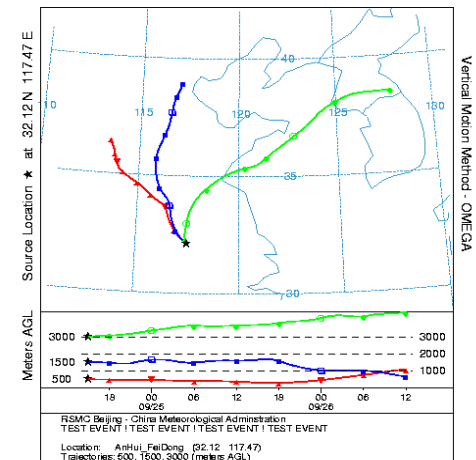 Source Location ★ at 32.12 N 117.47 E
Vertical Motion Method - OMEGA
40
110
115
120
125
130
35
30
Meters AGL
3000
1500
500
3000
2000
1000
18 00 06 12 18 00 06 12
09/25 09/26
RSMC Beijing - China Meteorological Adminstration
TEST EVENT ! TEST EVENT ! TEST EVENT ! TEST EVENT
Location: AnHui_FeiDong (32.12 117.47)
Trajectories: 500, 1500, 3000 (meters AGL)